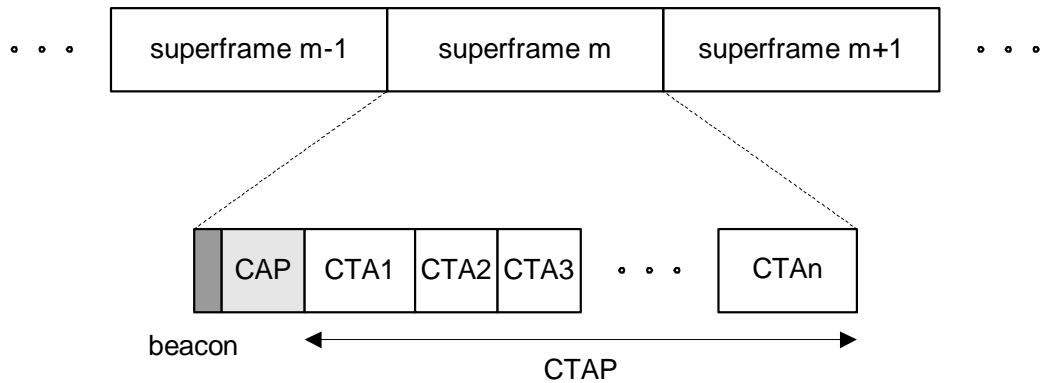 superframe m-1 superframe m superframe m+1
CAP CTA1 CTA2 CTA3 CTAn
beacon
CTAP